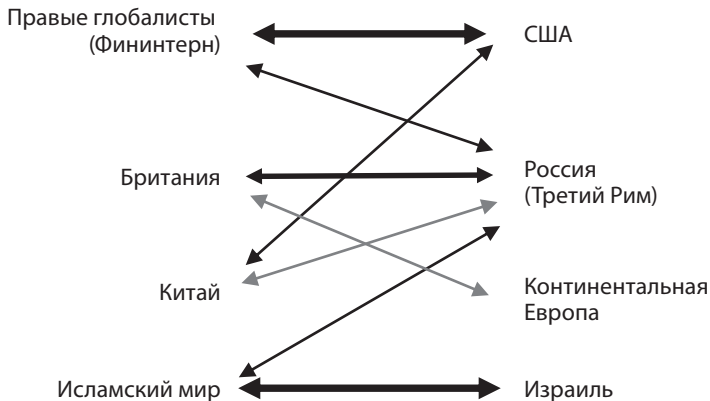 Правые глобалисты
(Фининтерн)
США
Британия
Россия
(Третий Рим)
Китай
Континентальная
Европа
Исламский мир
Израиль